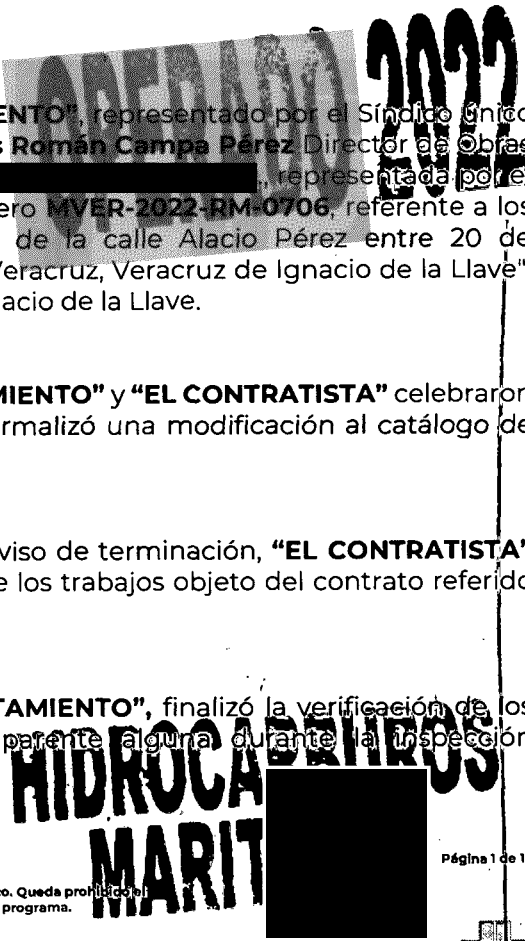 OPERADO 2022
ENTO", representado por el Síndico Único
s Román Campa Pérez Director de Obras
., representada por e
ero MVER-2022-RM-0706, referente a los
de la calle Alacio Pérez entre 20 de
Veracruz, Veracruz de Ignacio de la Llave"
acio de la Llave.
MIENTO" y "EL CONTRATISTA" celebraron
rmalizó una modificación al catálogo de
viso de terminación, "EL CONTRATISTA"
e los trabajos objeto del contrato referido
TAMIENTO", finalizó la verificación de los
parente alguna durante la inspección
HIDROCARBUROS
MARIT
Página 1 de 1
o. Queda prohibido el
programa.